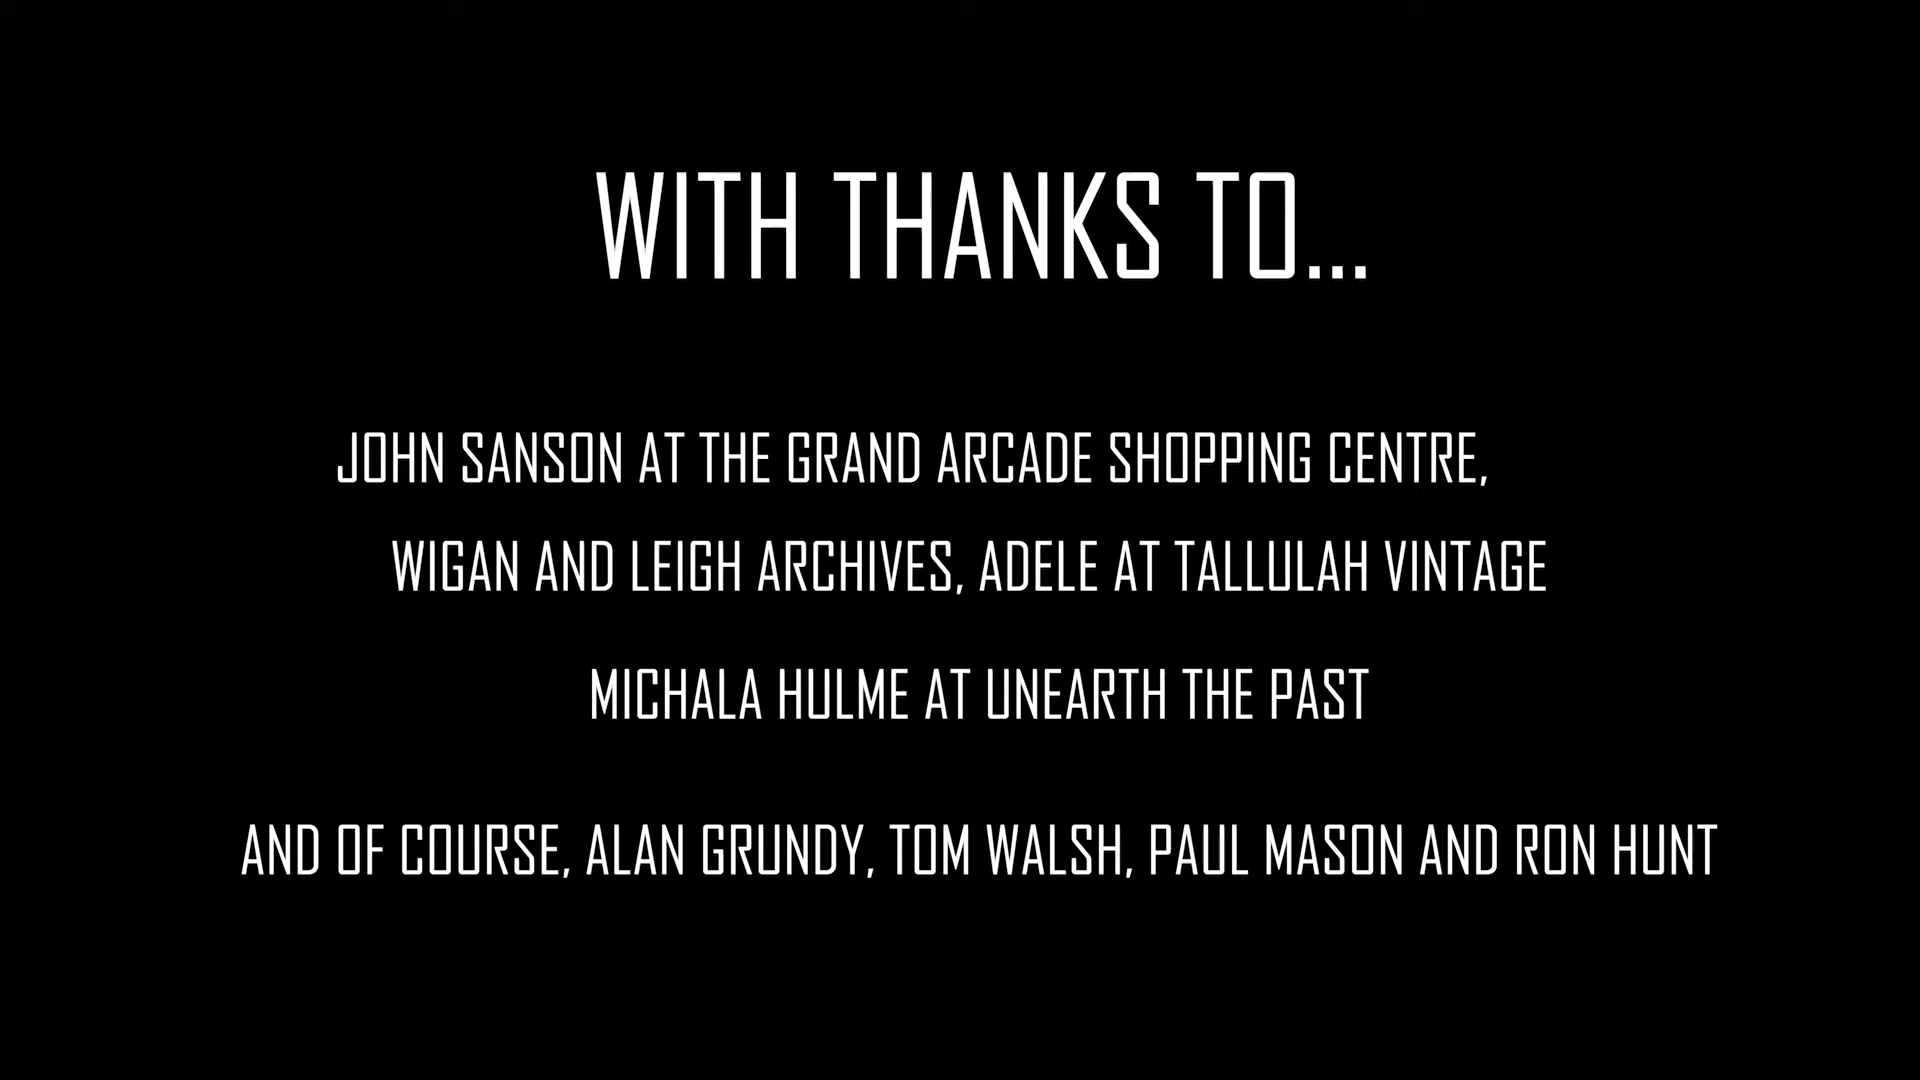 WITH THANKS TO...
JOHN SANSON AT THE GRAND ARCADE SHOPPING CENTRE,
WIGAN AND LEIGH ARCHIVES, ADELE AT TALLULAH VINTAGE
MICHALA HULME AT UNEARTH THE PAST
AND OF COURSE, ALAN GRUNDY, TOM WALSH, PAUL MASON AND RON HUNT